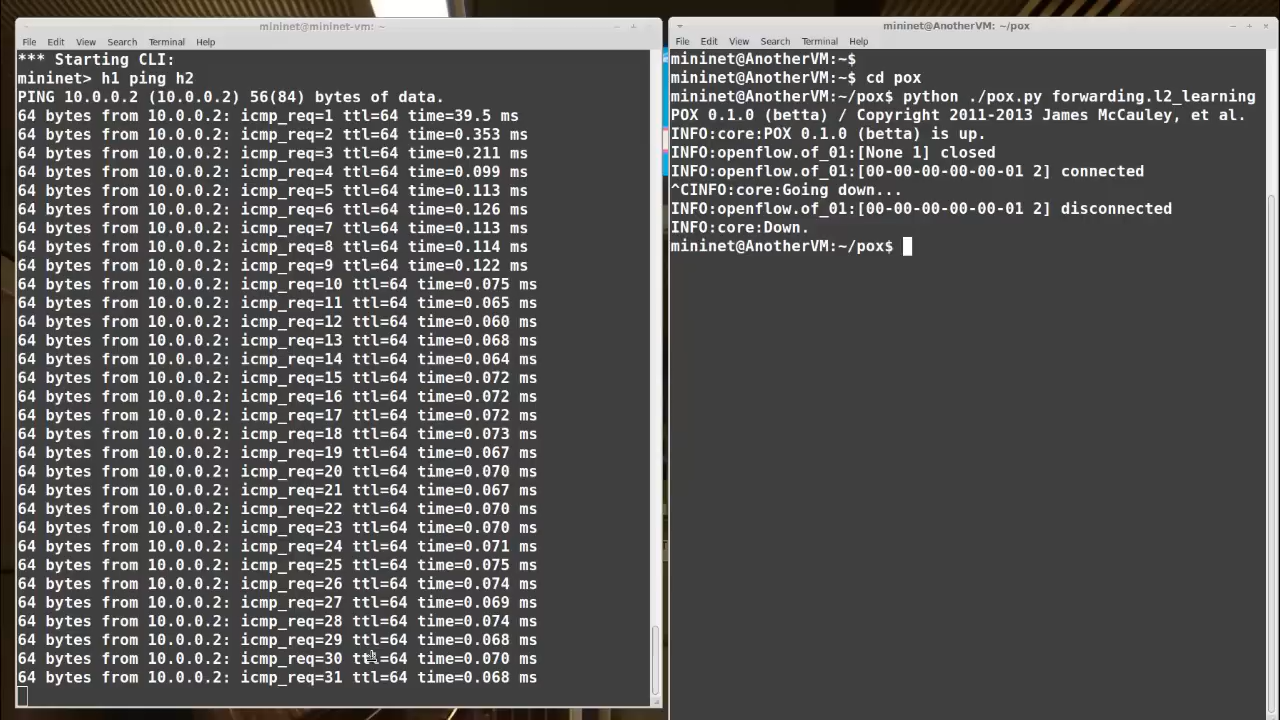 mininet@mininet-vm: ~
File Edit View Search Terminal Help
*** Starting CLI:
mininet> h1 ping h2
PING 10.0.0.2 (10.0.0.2) 56(84) bytes of data.
64 bytes from 10.0.0.2: icmp_req=1 ttl=64 time=39.5 ms
64 bytes from 10.0.0.2: icmp_req=2 ttl=64 time=0.353 ms
64 bytes from 10.0.0.2: icmp_req=3 ttl=64 time=0.211 ms
64 bytes from 10.0.0.2: icmp_req=4 ttl=64 time=0.099 ms
64 bytes from 10.0.0.2: icmp_req=5 ttl=64 time=0.113 ms
64 bytes from 10.0.0.2: icmp_req=6 ttl=64 time=0.126 ms
64 bytes from 10.0.0.2: icmp_req=7 ttl=64 time=0.113 ms
64 bytes from 10.0.0.2: icmp_req=8 ttl=64 time=0.114 ms
64 bytes from 10.0.0.2: icmp_req=9 ttl=64 time=0.122 ms
64 bytes from 10.0.0.2: icmp_req=10 ttl=64 time=0.075 ms
64 bytes from 10.0.0.2: icmp_req=11 ttl=64 time=0.065 ms
64 bytes from 10.0.0.2: icmp_req=12 ttl=64 time=0.060 ms
64 bytes from 10.0.0.2: icmp_req=13 ttl=64 time=0.068 ms
64 bytes from 10.0.0.2: icmp_req=14 ttl=64 time=0.064 ms
64 bytes from 10.0.0.2: icmp_req=15 ttl=64 time=0.072 ms
64 bytes from 10.0.0.2: icmp_req=16 ttl=64 time=0.072 ms
64 bytes from 10.0.0.2: icmp_req=17 ttl=64 time=0.072 ms
64 bytes from 10.0.0.2: icmp_req=18 ttl=64 time=0.073 ms
64 bytes from 10.0.0.2: icmp_req=19 ttl=64 time=0.067 ms
64 bytes from 10.0.0.2: icmp_req=20 ttl=64 time=0.070 ms
64 bytes from 10.0.0.2: icmp_req=21 ttl=64 time=0.067 ms
64 bytes from 10.0.0.2: icmp_req=22 ttl=64 time=0.070 ms
64 bytes from 10.0.0.2: icmp_req=23 ttl=64 time=0.070 ms
64 bytes from 10.0.0.2: icmp_req=24 ttl=64 time=0.071 ms
64 bytes from 10.0.0.2: icmp_req=25 ttl=64 time=0.075 ms
64 bytes from 10.0.0.2: icmp_req=26 ttl=64 time=0.074 ms
64 bytes from 10.0.0.2: icmp_req=27 ttl=64 time=0.069 ms
64 bytes from 10.0.0.2: icmp_req=28 ttl=64 time=0.074 ms
64 bytes from 10.0.0.2: icmp_req=29 ttl=64 time=0.068 ms
64 bytes from 10.0.0.2: icmp_req=30 ttl=64 time=0.070 ms
64 bytes from 10.0.0.2: icmp_req=31 ttl=64 time=0.068 ms
mininet@AnotherVM: ~/pox
File Edit View Search Terminal Help
mininet@AnotherVM:~$
mininet@AnotherVM:~$ cd pox
mininet@AnotherVM:~/pox$ python ./pox.py forwarding.l2_learning
POX 0.1.0 (betta) / Copyright 2011-2013 James McCauley, et al.
INFO:core:POX 0.1.0 (betta) is up.
INFO:openflow.of_01:[None 1] closed
INFO:openflow.of_01:[00-00-00-00-00-01 2] connected
^CINFO:core:Going down...
INFO:openflow.of_01:[00-00-00-00-00-01 2] disconnected
INFO:core:Down.
mininet@AnotherVM:~/pox$